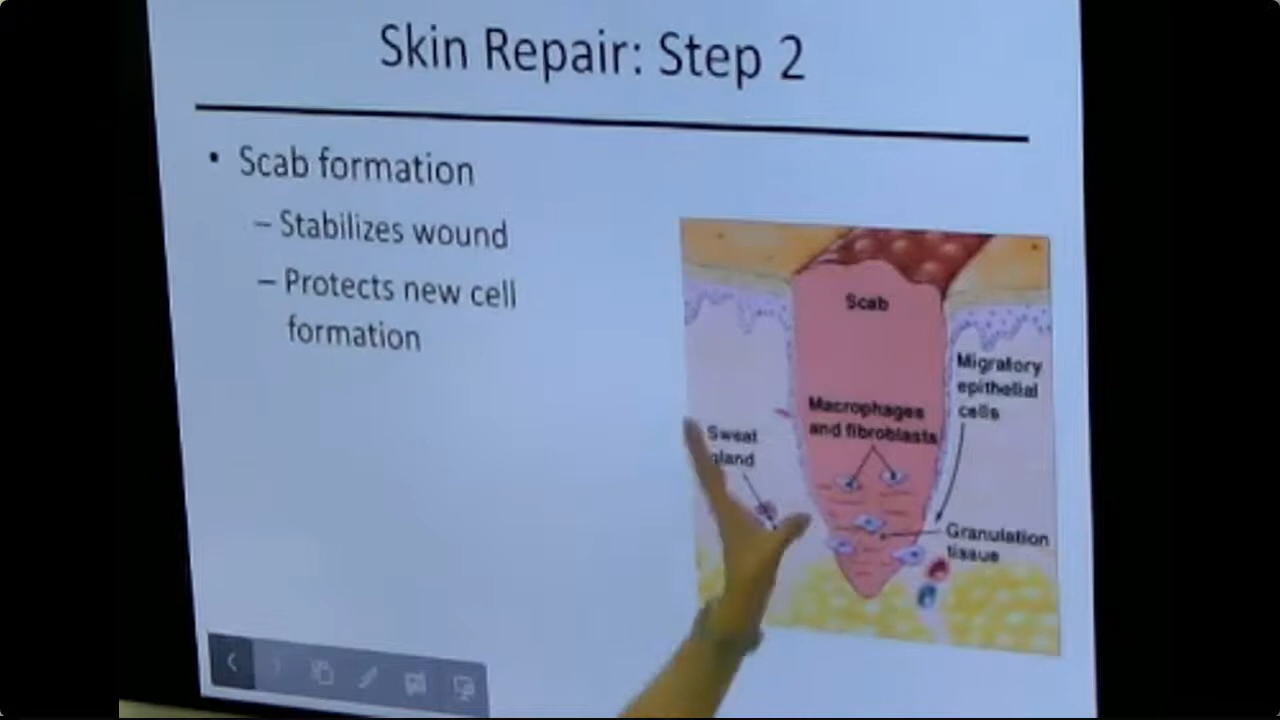 Skin Repair: Step 2
• Scab formation
– Stabilizes wound
– Protects new cell
formation
Scab
Migratory
epithelial
cells
Macrophages
and fibroblasts
Sweat
gland
Granulation
tissue